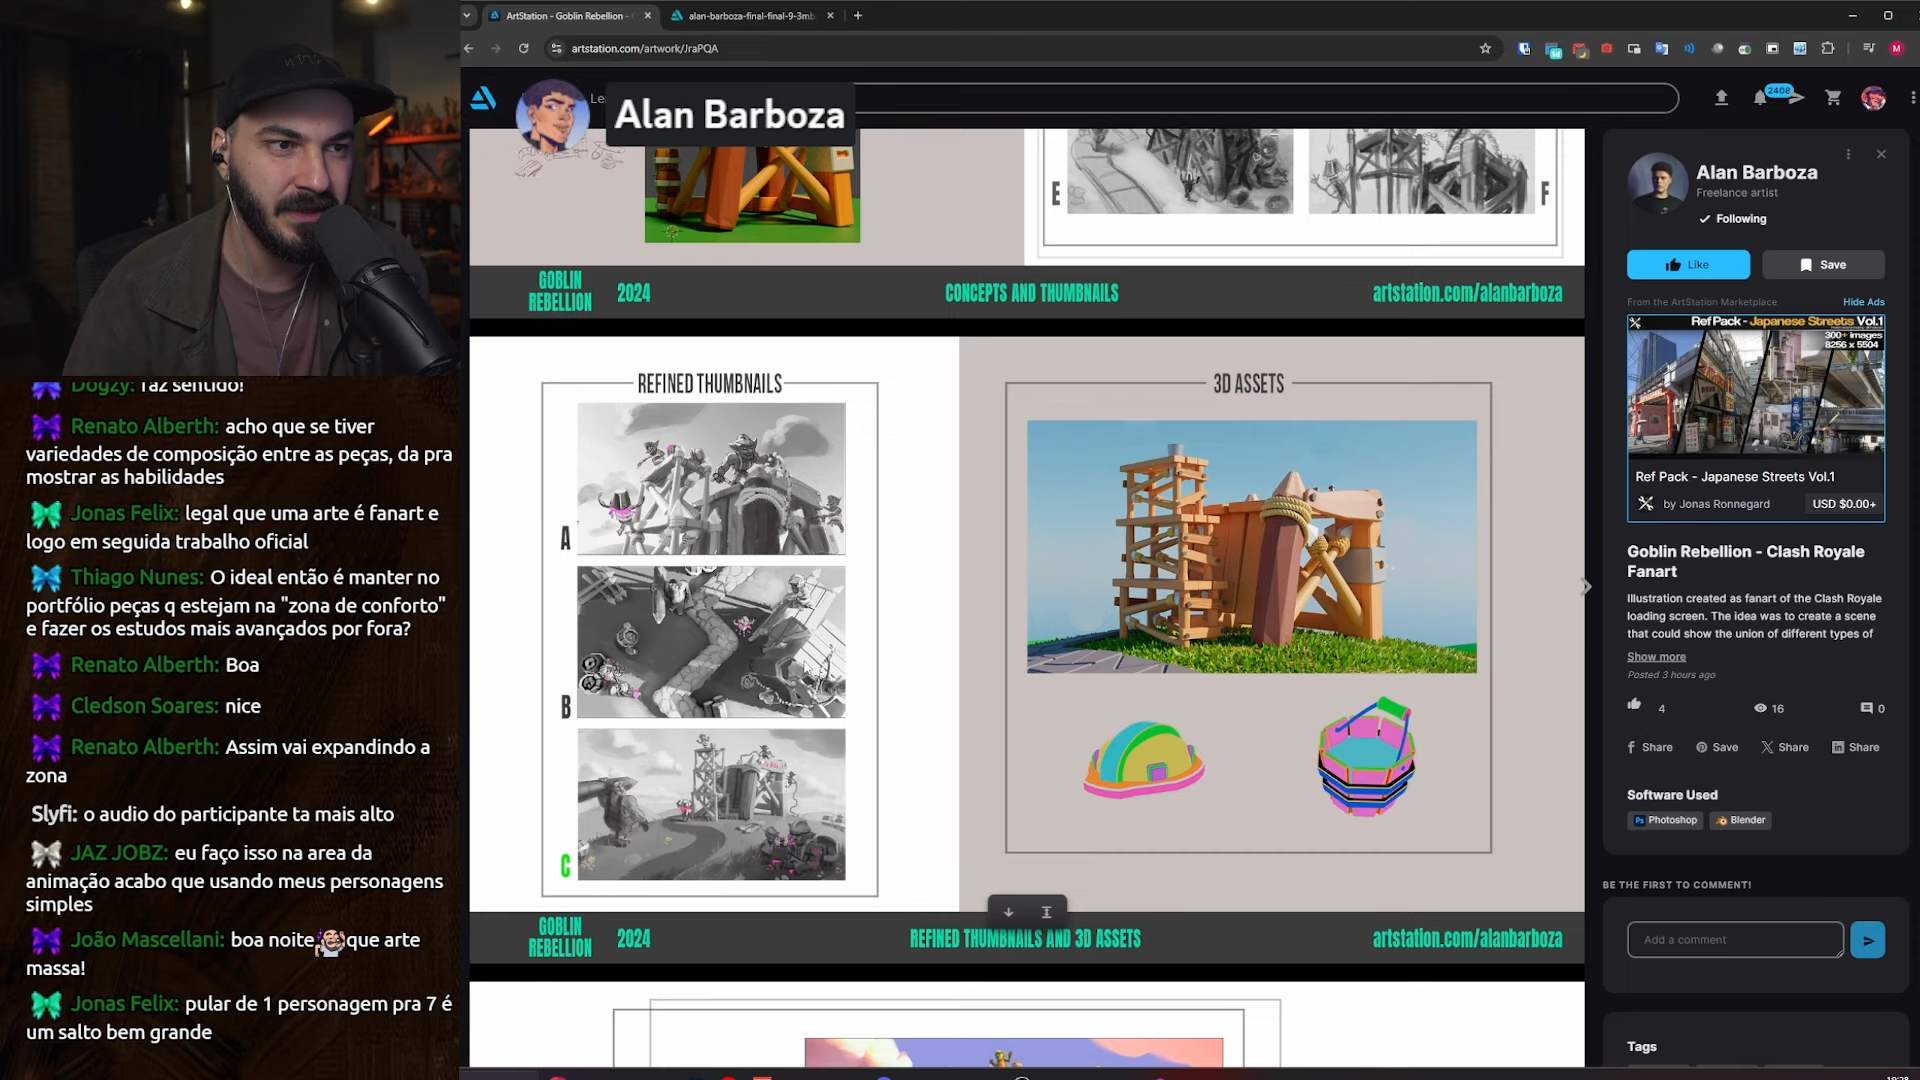 ArtStation - Goblin Rebellion -
alan-barboza-final-final-9-3mb.
artstation.com/artwork/JraPQA
M
Lea
Alan Barboza
2408
E
F
GOBLIN
REBELLION
2024
CONCEPTS AND THUMBNAILS
artstation.com/alanbarboza
REFINED THUMBNAILS
A
B
C
3D ASSETS
GOBLIN
REBELLION
2024
REFINED THUMBNAILS AND 3D ASSETS
artstation.com/alanbarboza
Alan Barboza
Freelance artist
Following
Like
Save
From the ArtStation Marketplace
Hide Ads
Ref Pack - Japanese Streets Vol.1
300+ images
8256 x 5504
Ref Pack - Japanese Streets Vol.1
by Jonas Ronnegard
USD $0.00+
Goblin Rebellion - Clash Royale
Fanart
Illustration created as fanart of the Clash Royale
loading screen. The idea was to create a scene
that could show the union of different types of
Show more
Posted 3 hours ago
4
16
0
Share
Save
Share
Share
Software Used
Ps Photoshop
Blender
BE THE FIRST TO COMMENT!
Add a comment
Tags
Dogzy: faz sentido!
Renato Alberth: acho que se tiver
variedades de composição entre as peças, da pra
mostrar as habilidades
Jonas Felix: legal que uma arte é fanart e
logo em seguida trabalho oficial
Thiago Nunes: O ideal então é manter no
portfólio peças q estejam na "zona de conforto"
e fazer os estudos mais avançados por fora?
Renato Alberth: Boa
Cledson Soares: nice
Renato Alberth: Assim vai expandindo a
zona
Slyfi: o audio do participante ta mais alto
JAZ JOBZ: eu faço isso na area da
animação acabo que usando meus personagens
simples
João Mascellani: boa noite que arte
massa!
Jonas Felix: pular de 1 personagem pra 7 é
um salto bem grande